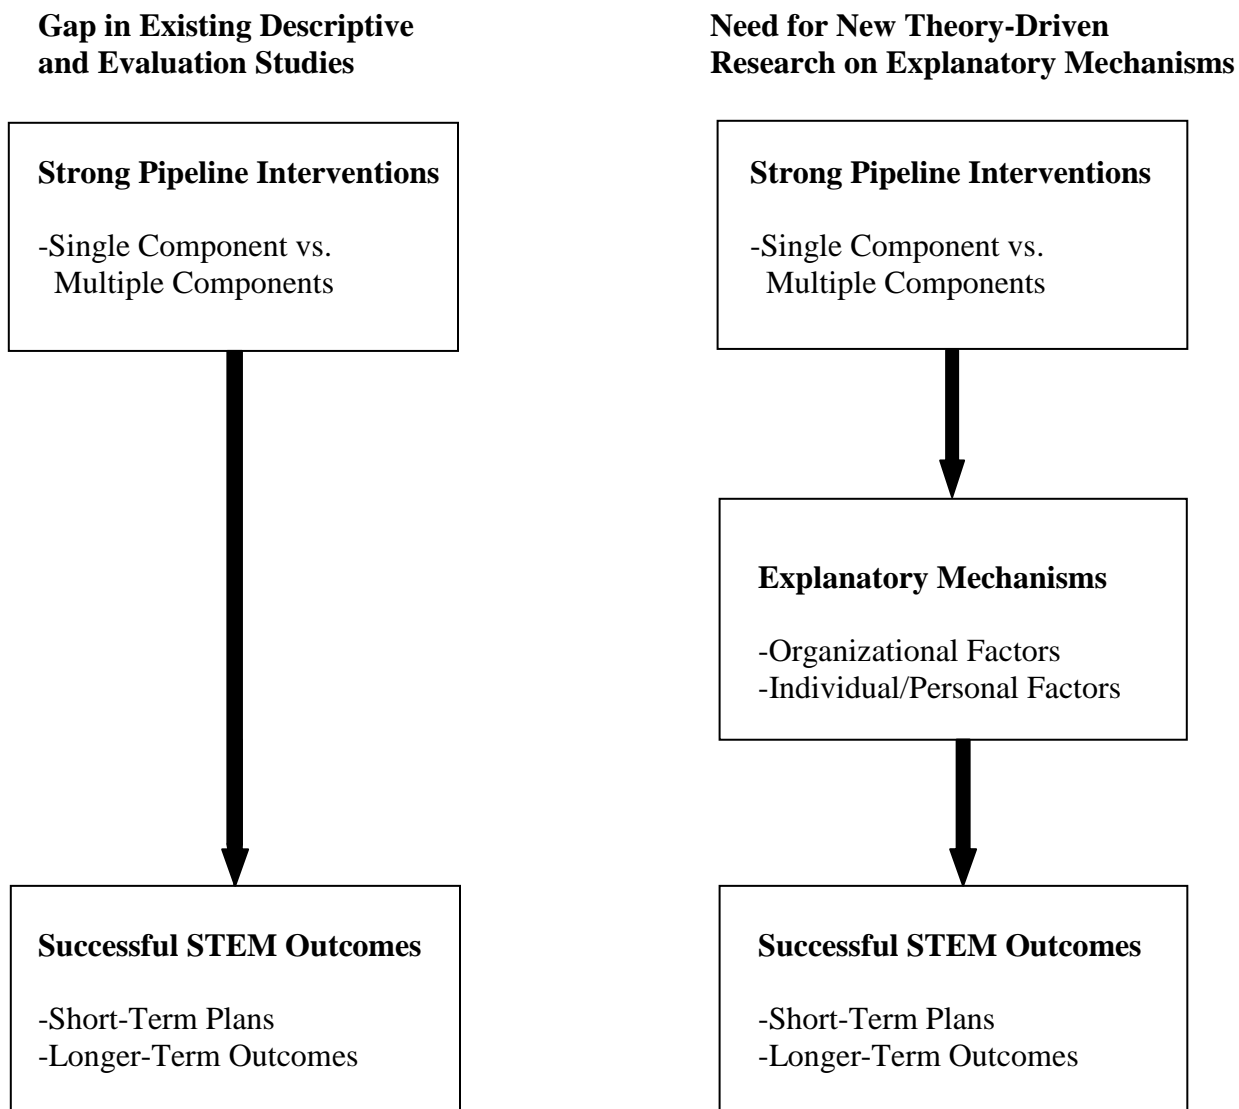 Gap in Existing Descriptive
and Evaluation Studies
Strong Pipeline Interventions
-Single Component vs.
Multiple Components
Successful STEM Outcomes
-Short-Term Plans
-Longer-Term Outcomes
Need for New Theory-Driven
Research on Explanatory Mechanisms
Strong Pipeline Interventions
-Single Component vs.
Multiple Components
Explanatory Mechanisms
-Organizational Factors
-Individual/Personal Factors
Successful STEM Outcomes
-Short-Term Plans
-Longer-Term Outcomes